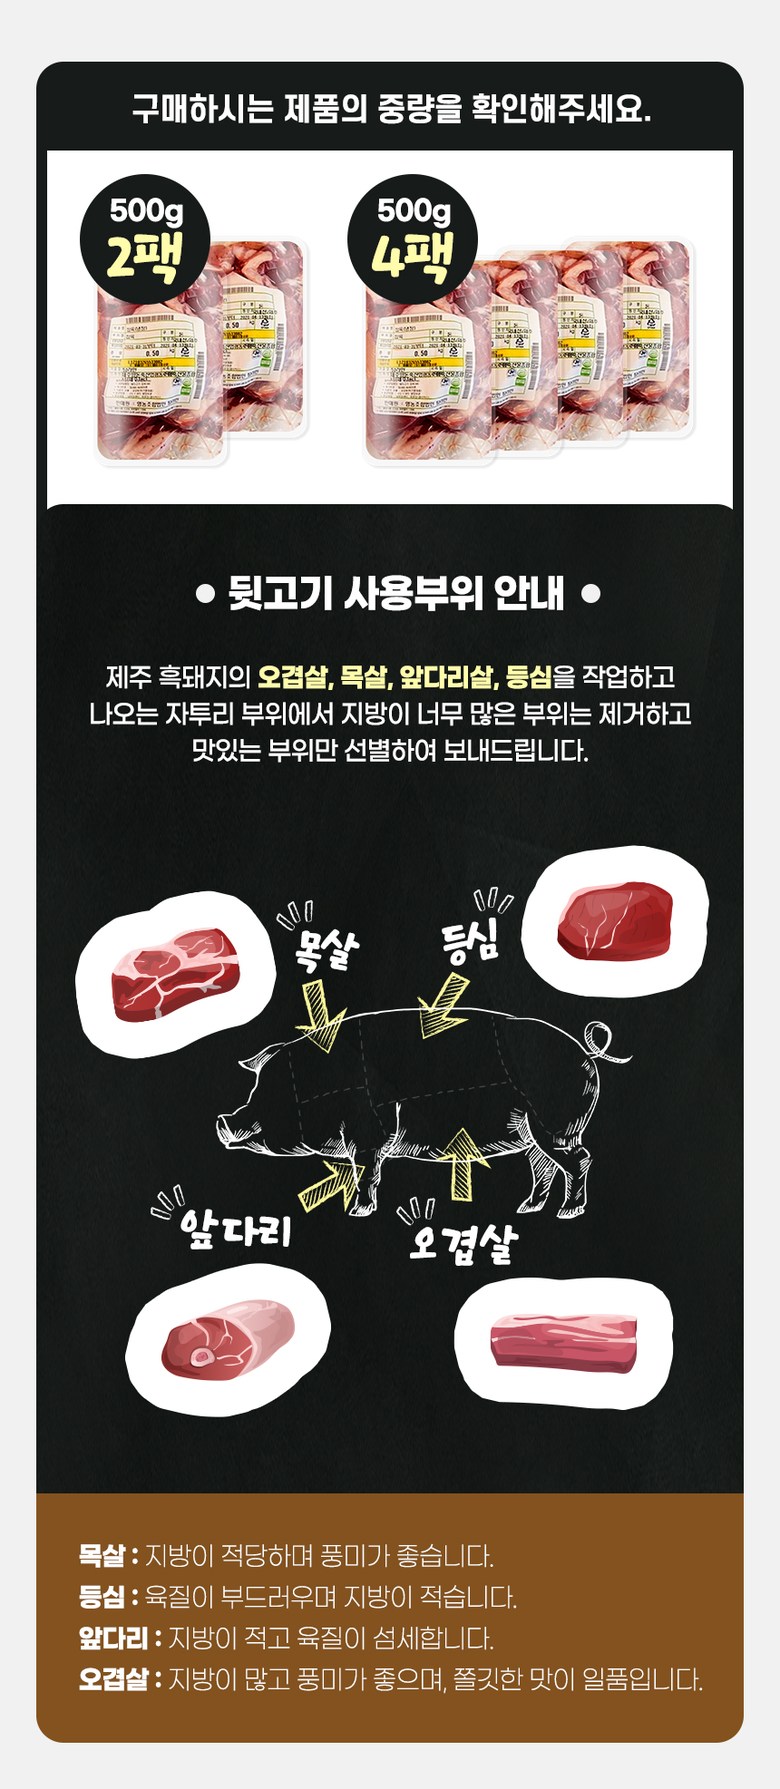 구매하시는 제품의 중량을 확인해주세요.
500g
2팩
500g
4팩
0.50
0.50
뒷고기 사용부위 안내
제주 흑돼지의 오겹살, 목살, 앞다리살, 등심을 작업하고
나오는 자투리 부위에서 지방이 너무 많은 부위는 제거하고
맛있는 부위만 선별하여 보내드립니다.
목살
등심
앞다리
오겹살
목살 : 지방이 적당하며 풍미가 좋습니다.
등심 : 육질이 부드러우며 지방이 적습니다.
앞다리 : 지방이 적고 육질이 섬세합니다.
오겹살 : 지방이 많고 풍미가 좋으며, 쫄깃한 맛이 일품입니다.